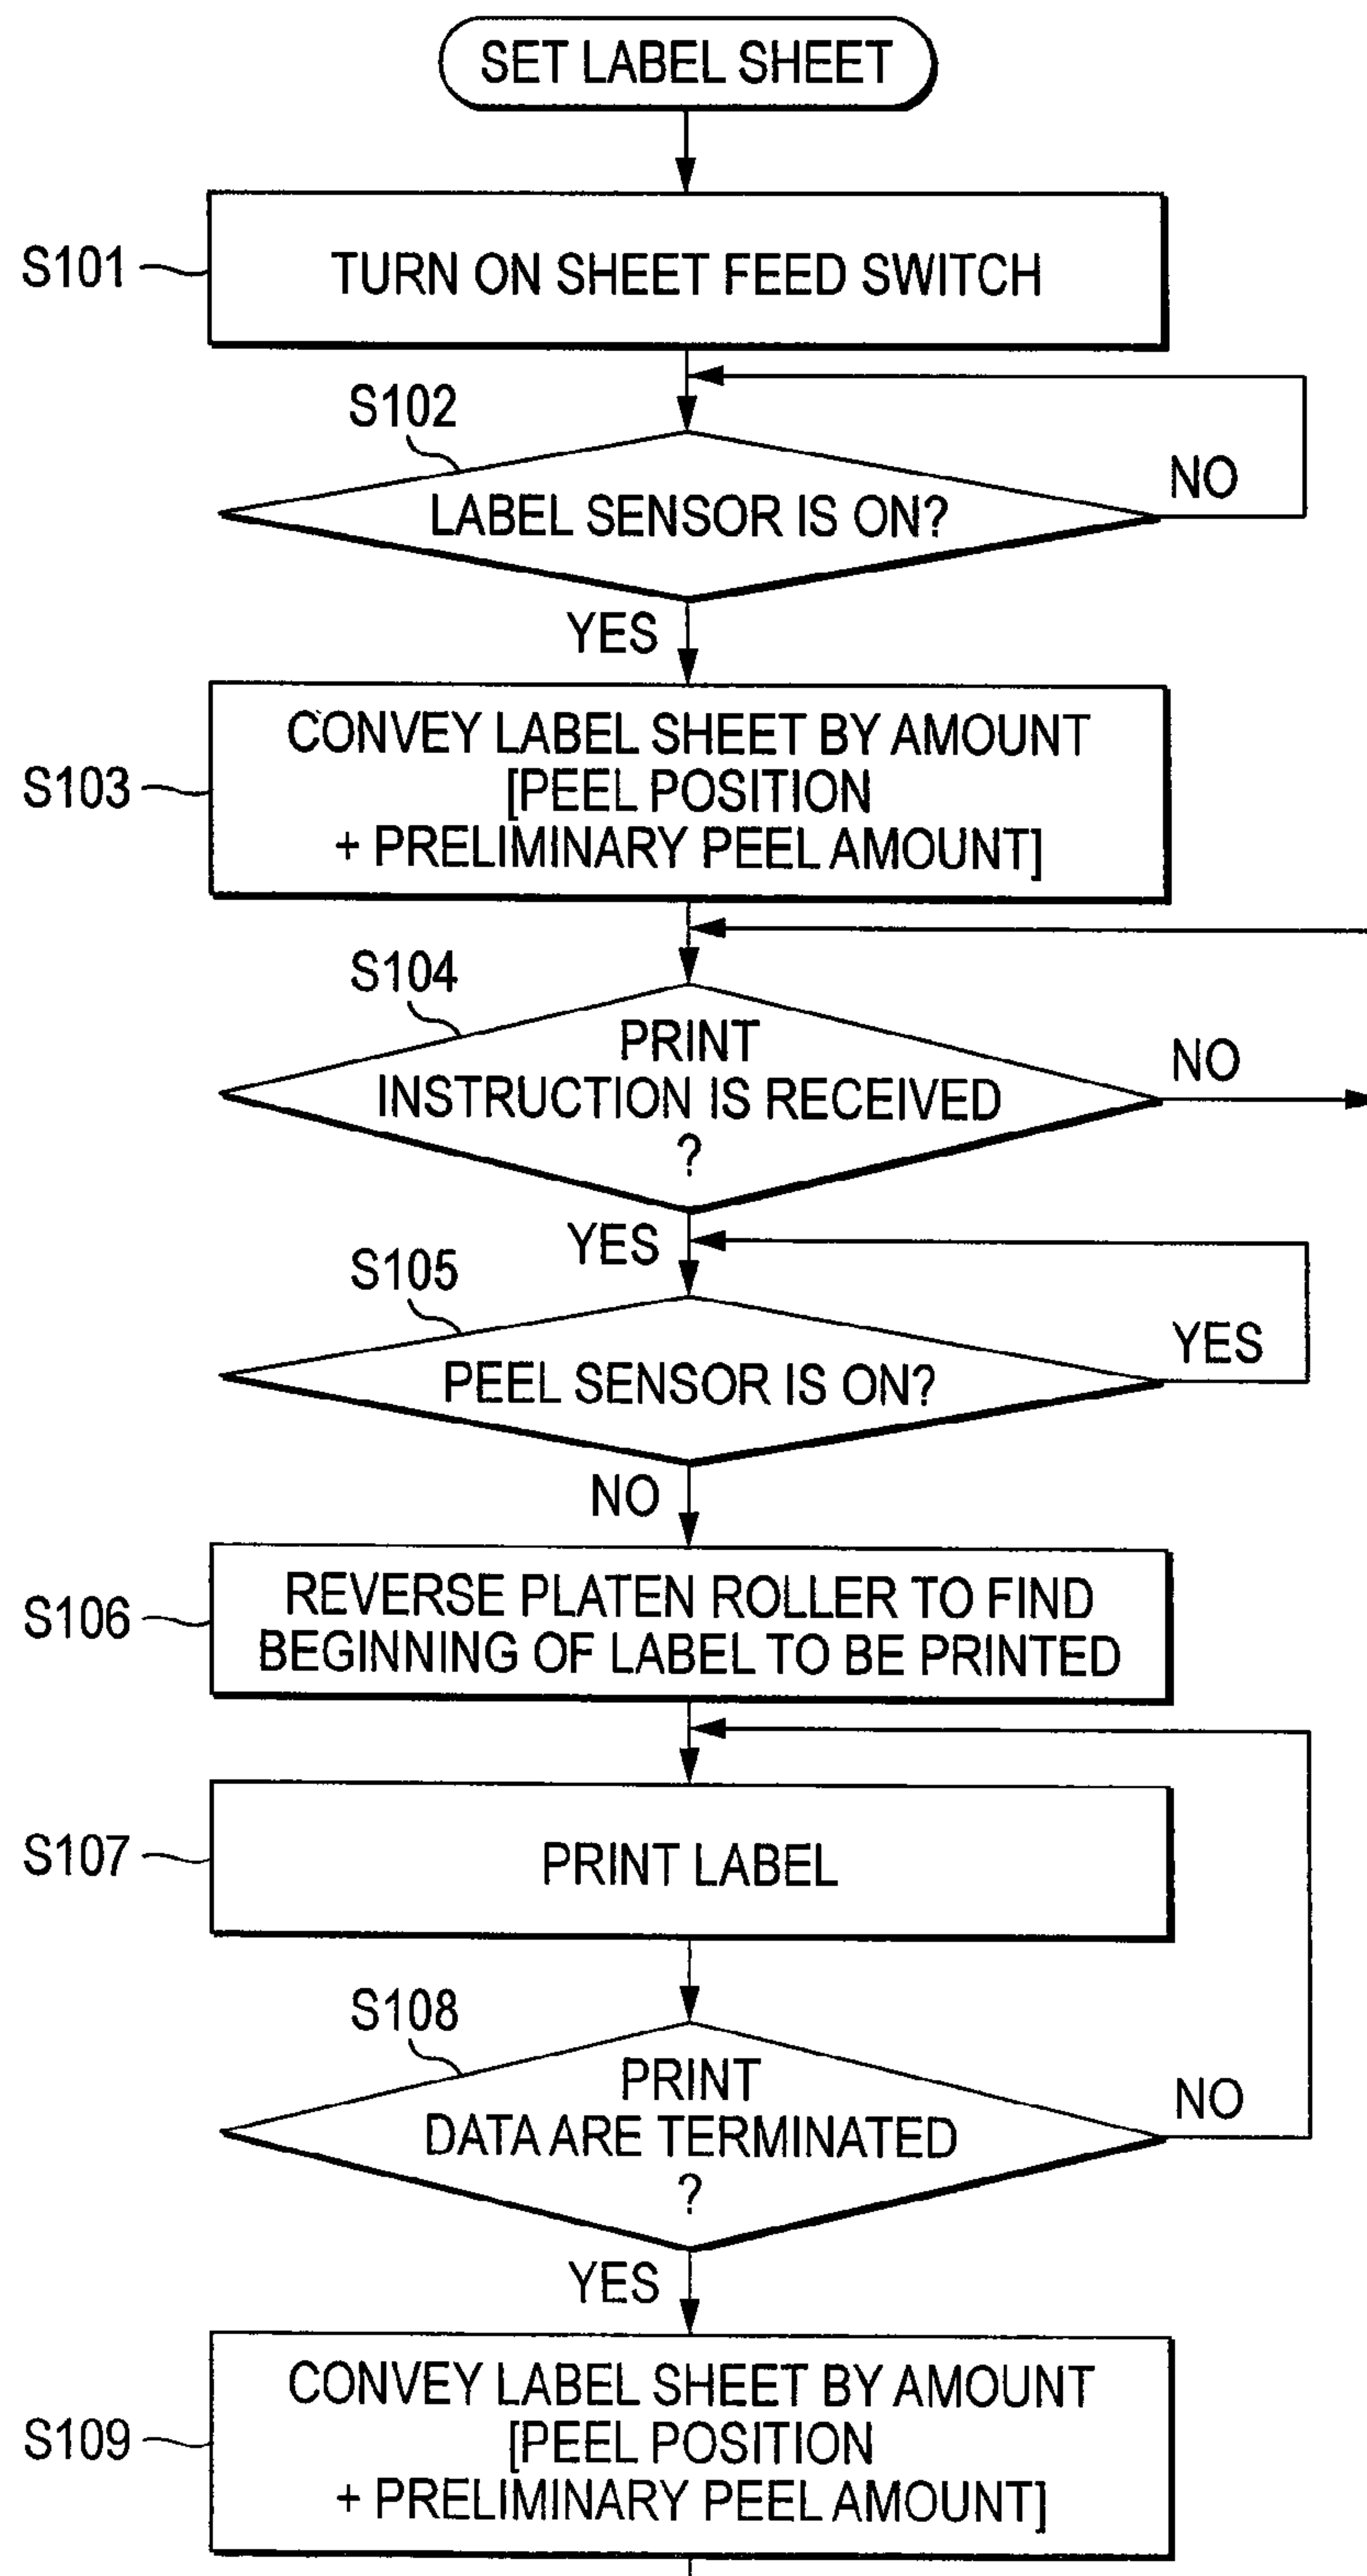 SET LABEL SHEET
S101
TURN ON SHEET FEED SWITCH
S102
LABEL SENSOR IS ON?
NO
YES
S103
CONVEY LABEL SHEET BY AMOUNT
[PEEL POSITION
+ PRELIMINARY PEEL AMOUNT]
S104
PRINT
INSTRUCTION IS RECEIVED
?
NO
YES
S105
PEEL SENSOR IS ON?
YES
NO
S106
REVERSE PLATEN ROLLER TO FIND
BEGINNING OF LABEL TO BE PRINTED
S107
PRINT LABEL
S108
PRINT
DATA ARE TERMINATED
?
NO
YES
S109
CONVEY LABEL SHEET BY AMOUNT
[PEEL POSITION
+ PRELIMINARY PEEL AMOUNT]